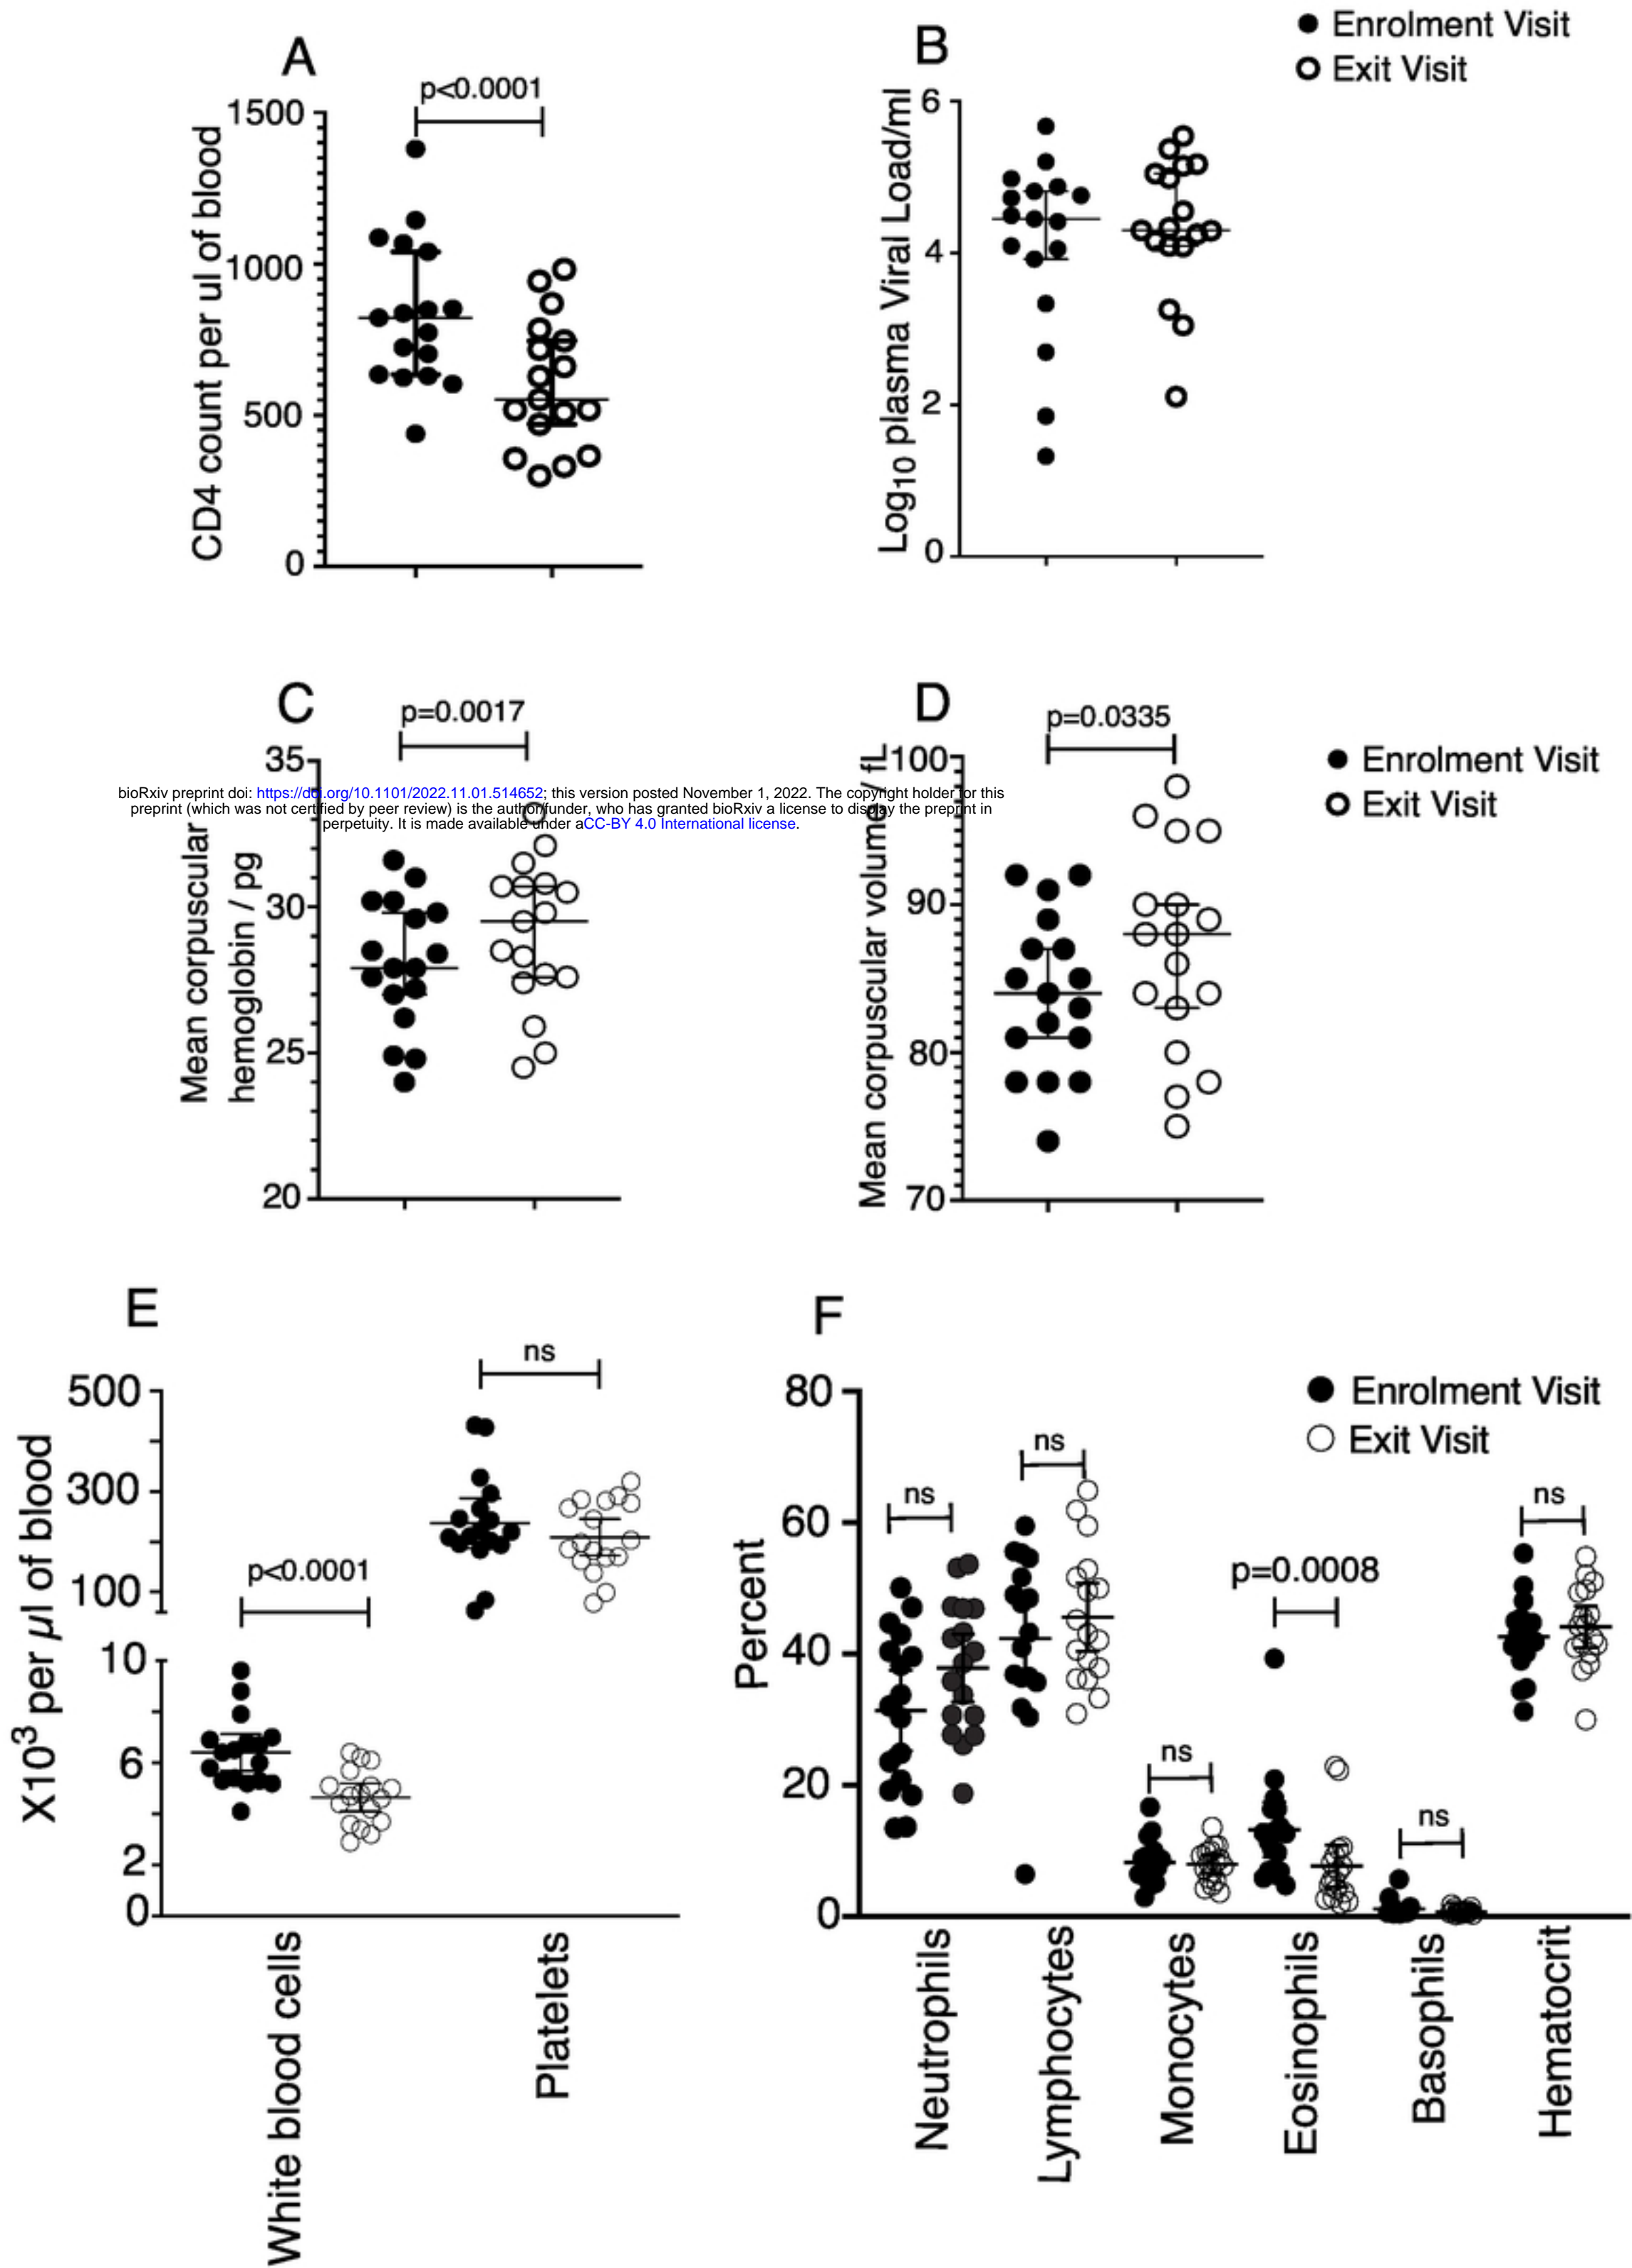 A
p<0.0001
1500
1000
500
0
CD4 count per ul of blood
B
6
4
2
0
Log10 plasma Viral Load/ml
Enrolment Visit
Exit Visit
C
p=0.0017
35
30
25
20
Mean corpuscular
hemoglobin / pg
D
p=0.0335
100
90
80
70
Mean corpuscular volume / fL
Enrolment Visit
Exit Visit
bioRxiv preprint doi: https://doi.org/10.1101/2022.11.01.514652; this version posted November 1, 2022. The copyright holder for this
preprint (which was not certified by peer review) is the author/funder, who has granted bioRxiv a license to display the preprint in
perpetuity. It is made available under aCC-BY 4.0 International license.
E
ns
500
300
100
p<0.0001
10
6
2
0
X10³ per µl of blood
White blood cells
Platelets
F
80
60
40
20
0
Percent
Enrolment Visit
Exit Visit
ns
ns
ns
p=0.0008
ns
ns
Neutrophils
Lymphocytes
Monocytes
Eosinophils
Basophils
Hematocrit